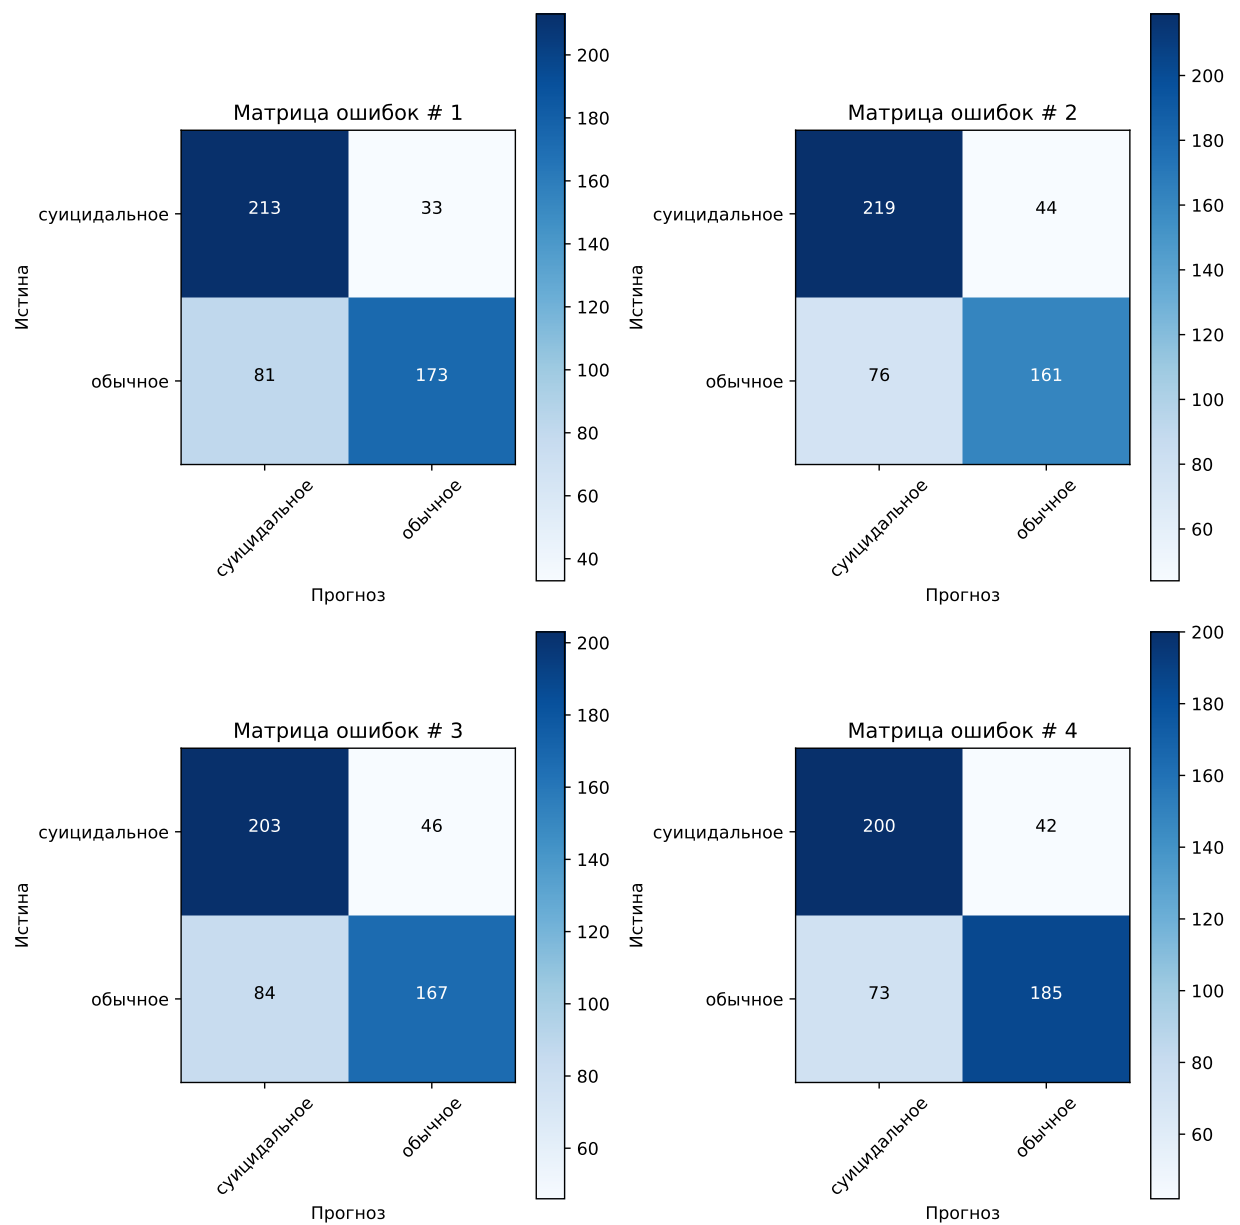 Матрица ошибок # 1
213 33
81 173
суицидальное
обычное
Истина
суицидальное
обычное
Прогноз
200
180
160
140
120
100
80
60
40
Матрица ошибок # 2
219 44
76 161
суицидальное
обычное
Истина
суицидальное
обычное
Прогноз
200
180
160
140
120
100
80
60
Матрица ошибок # 3
203 46
84 167
суицидальное
обычное
Истина
суицидальное
обычное
Прогноз
200
180
160
140
120
100
80
60
Матрица ошибок # 4
200 42
73 185
суицидальное
обычное
Истина
суицидальное
обычное
Прогноз
200
180
160
140
120
100
80
60